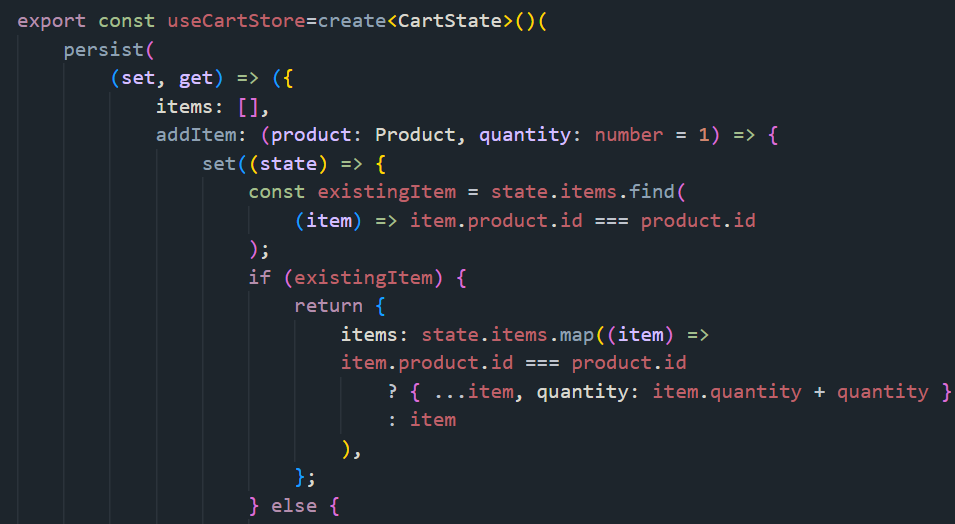 export const useCartStore=create<CartState>()(
    persist(
        (set, get) => ({
            items: [],
            addItem: (product: Product, quantity: number = 1) => {
                set((state) => {
                    const existingItem = state.items.find(
                        (item) => item.product.id === product.id
                    );
                    if (existingItem) {
                        return {
                            items: state.items.map((item) =>
                            item.product.id === product.id
                                ? { ...item, quantity: item.quantity + quantity }
                                : item
                            ),
                        };
                    } else {